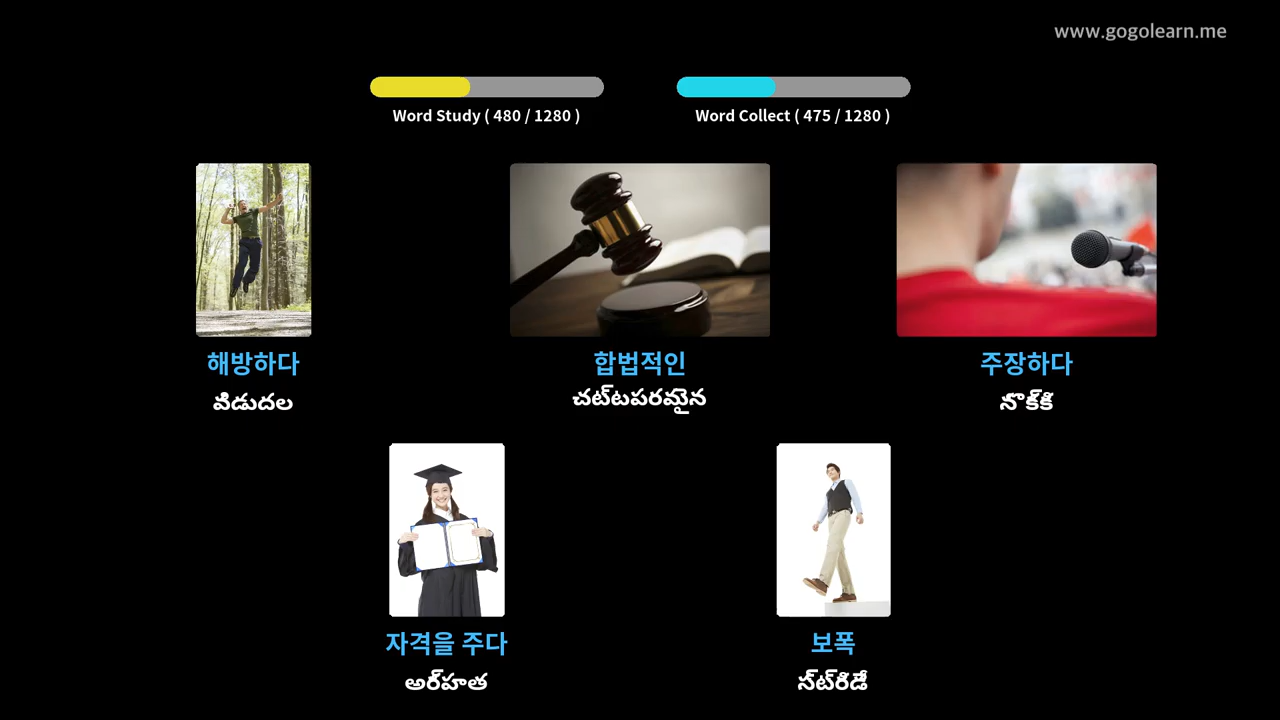 www.gogolearn.me
Word Study ( 480 / 1280 )
Word Collect ( 475 / 1280 )
해방하다
విడుదల
합법적인
చట్టపరమైన
주장하다
నొక్కి
자격을 주다
అర్హత
보폭
స్ట్రిడే